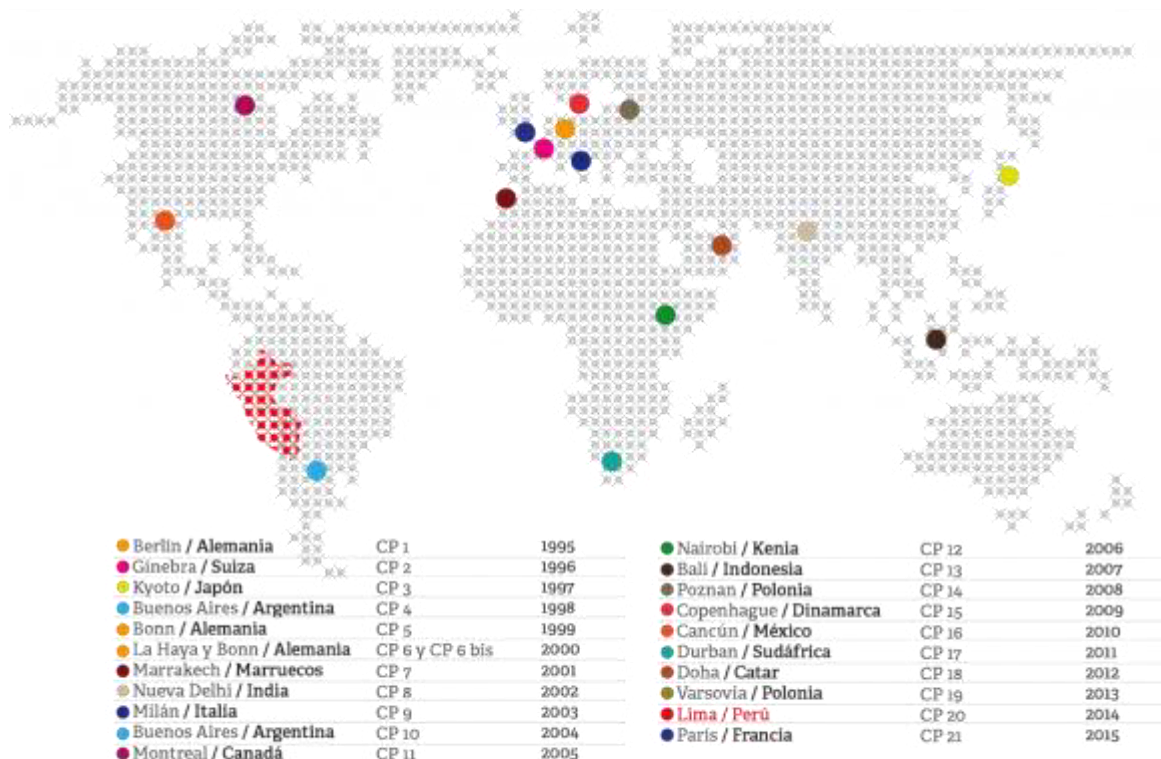 Berlín / Alemania CP 1 1995
Ginebra / Suiza CP 2 1996
Kyoto / Japón CP 3 1997
Buenos Aires / Argentina CP 4 1998
Bonn / Alemania CP 5 1999
La Haya y Bonn / Alemania CP 6 y CP 6 bis 2000
Marrakech / Marruecos CP 7 2001
Nueva Delhi / India CP 8 2002
Milán / Italia CP 9 2003
Buenos Aires / Argentina CP 10 2004
Montreal / Canadá CP 11 2005
Nairobi / Kenia CP 12 2006
Bali / Indonesia CP 13 2007
Poznan / Polonia CP 14 2008
Copenhague / Dinamarca CP 15 2009
Cancún / México CP 16 2010
Durban / Sudáfrica CP 17 2011
Doha / Catar CP 18 2012
Varsovia / Polonia CP 19 2013
Lima / Perú CP 20 2014
París / Francia CP 21 2015